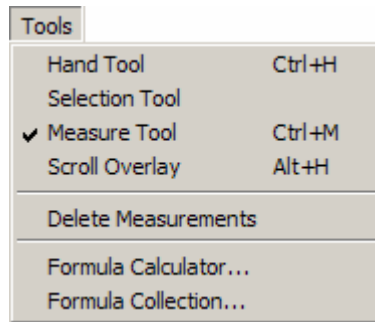 Tools
Hand Tool Ctrl+H
Selection Tool
Measure Tool Ctrl+M
Scroll Overlay Alt+H
Delete Measurements
Formula Calculator...
Formula Collection...